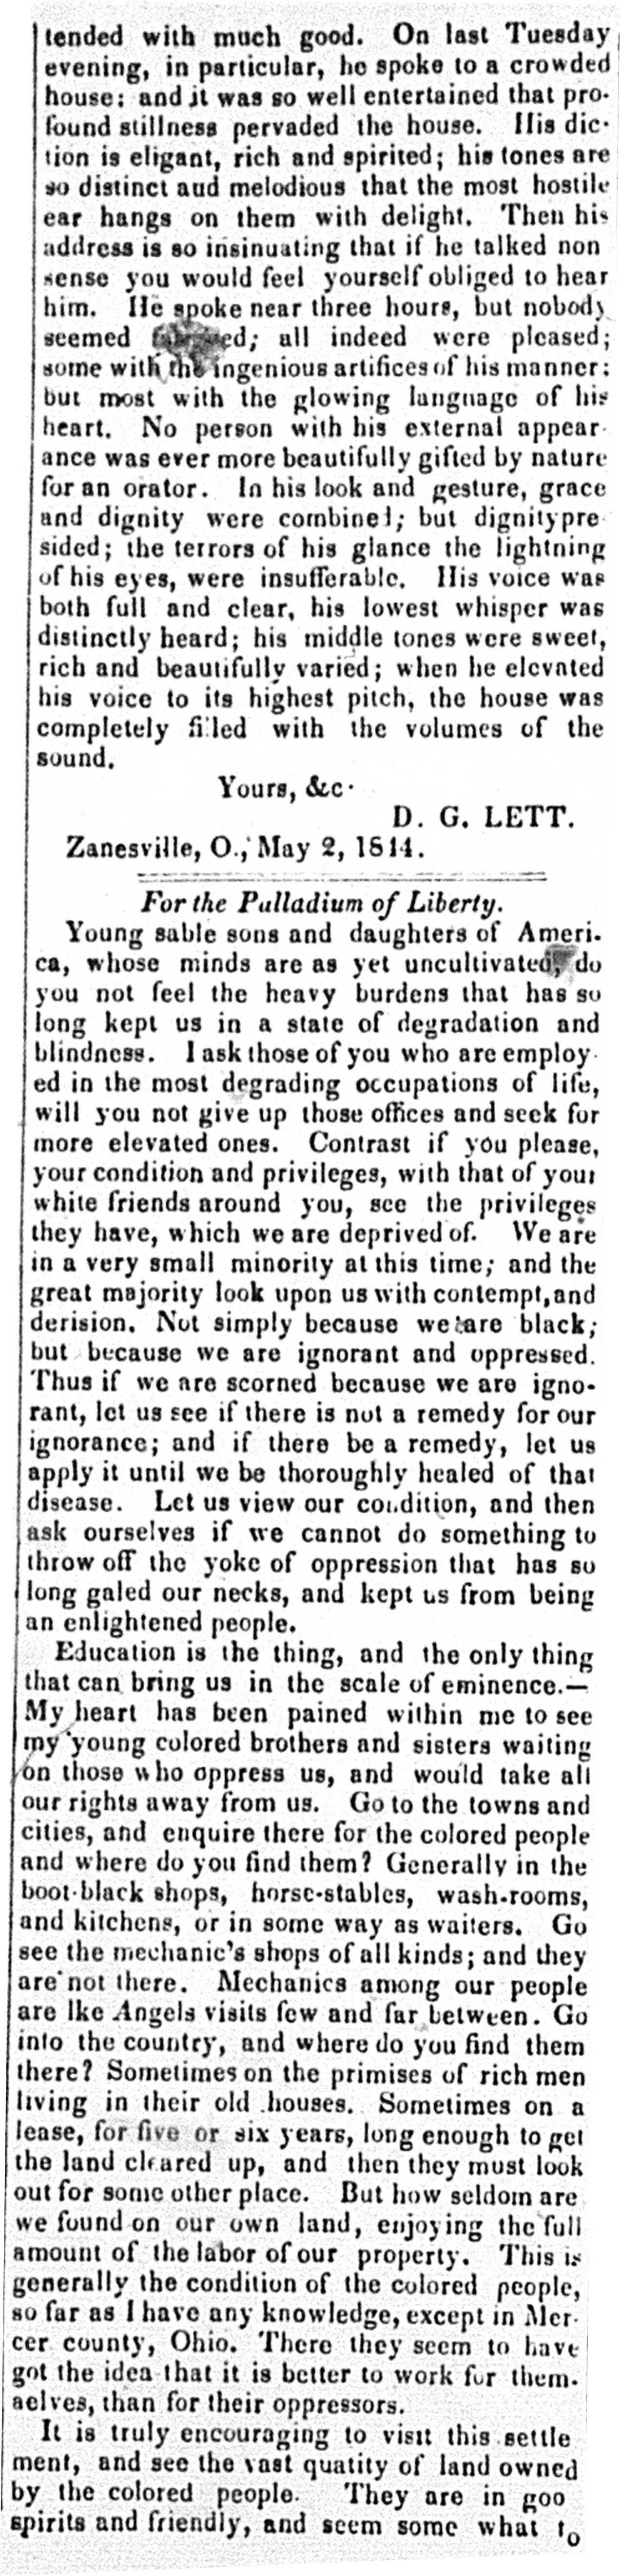 tended with much good. On last Tuesday
evening, in particular, he spoke to a crowded
house: and it was so well entertained that pro-
found stillness pervaded the house. His dic-
tion is eligant, rich and spirited; his tones are
so distinct aud melodious that the most hostile
ear hangs on them with delight. Then his
address is so insinuating that if he talked non
sense you would feel yourself obliged to hear
him. He spoke near three hours, but nobody
seemed all indeed were pleased;
some with the ingenious artifices of his manner:
but most with the glowing language of his
heart. No person with his external appear-
ance was ever more beautifully gifted by nature
for an orator. In his look and gesture, grace
and dignity were combined; but dignity pre-
sided; the terrors of his glance the lightning
of his eyes, were insufferable. His voice was
both full and clear, his lowest whisper was
distinctly heard; his middle tones were sweet,
rich and beautifully varied; when he elevated
his voice to its highest pitch, the house was
completely filled with the volumes of the
sound.
Yours, &c.
D. G. LETT.
Zanesville, O., May 2, 1844.
For the Palladium of Liberty.
Young sable sons and daughters of Ameri-
ca, whose minds are as yet uncultivated, do
you not feel the heavy burdens that has so
long kept us in a state of degradation and
blindness. I ask those of you who are employ-
ed in the most degrading occupations of life,
will you not give up those offices and seek for
more elevated ones. Contrast if you please,
your condition and privileges, with that of your
white friends around you, see the privileges
they have, which we are deprived of. We are
in a very small minority at this time; and the
great majority look upon us with contempt, and
derision. Not simply because we are black;
but because we are ignorant and oppressed.
Thus if we are scorned because we are igno-
rant, let us see if there is not a remedy for our
ignorance; and if there be a remedy, let us
apply it until we be thoroughly healed of that
disease. Let us view our condition, and then
ask ourselves if we cannot do something to
throw off the yoke of oppression that has so
long galed our necks, and kept us from being
an enlightened people.
Education is the thing, and the only thing
that can bring us in the scale of eminence.—
My heart has been pained within me to see
my young colored brothers and sisters waiting
on those who oppress us, and would take all
our rights away from us. Go to the towns and
cities, and enquire there for the colored people
and where do you find them? Generally in the
boot-black shops, horse-stables, wash-rooms,
and kitchens, or in some way as waiters. Go
see the mechanic's shops of all kinds; and they
are not there. Mechanics among our people
are lke Angels visits few and far between. Go
into the country, and where do you find them
there? Sometimes on the primises of rich men
living in their old houses. Sometimes on a
lease, for five or six years, long enough to get
the land cleared up, and then they must look
out for some other place. But how seldom are
we found on our own land, enjoying the full
amount of the labor of our property. This is
generally the condition of the colored people,
so far as I have any knowledge, except in Mer-
cer county, Ohio. There they seem to have
got the idea that it is better to work for them-
aelves, than for their oppressors.
It is truly encouraging to visit this settle
ment, and see the vast quatity of land owned
by the colored people. They are in goo
spirits and friendly, and seem some what to